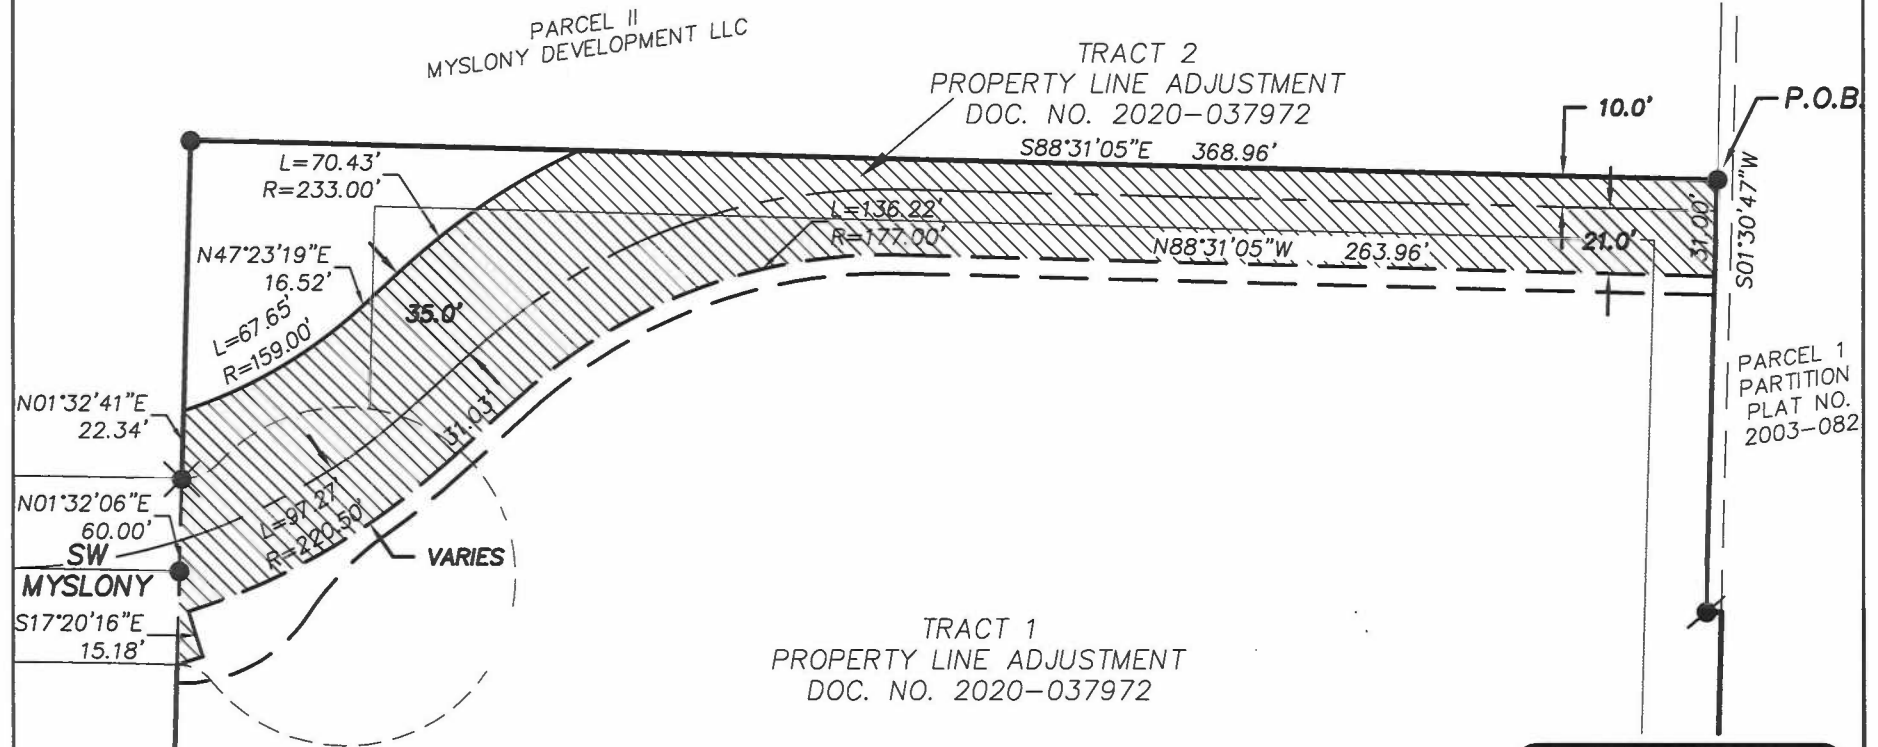 PARCEL II
MYSLONY DEVELOPMENT LLC
TRACT 2
PROPERTY LINE ADJUSTMENT
DOC. NO. 2020-037972
10.0'
P.O.B.
S88°31'05"E 368.96'
L=70.43'
R=233.00'
S01°30'47"W
31.00'
L=136.22'
R=177.00'
N47°23'19"E
16.52'
N88°31'05"W 263.96'
21.0'
35.0'
L=67.65'
R=159.00'
PARCEL 1
PARTITION
PLAT NO.
2003-082
N01°32'41"E
22.34'
31.03'
N01°32'06"E
60.00'
L=97.27'
R=220.50'
SW
MYSLONY
VARIES
S17°20'16"E
15.18'
TRACT 1
PROPERTY LINE ADJUSTMENT
DOC. NO. 2020-037972